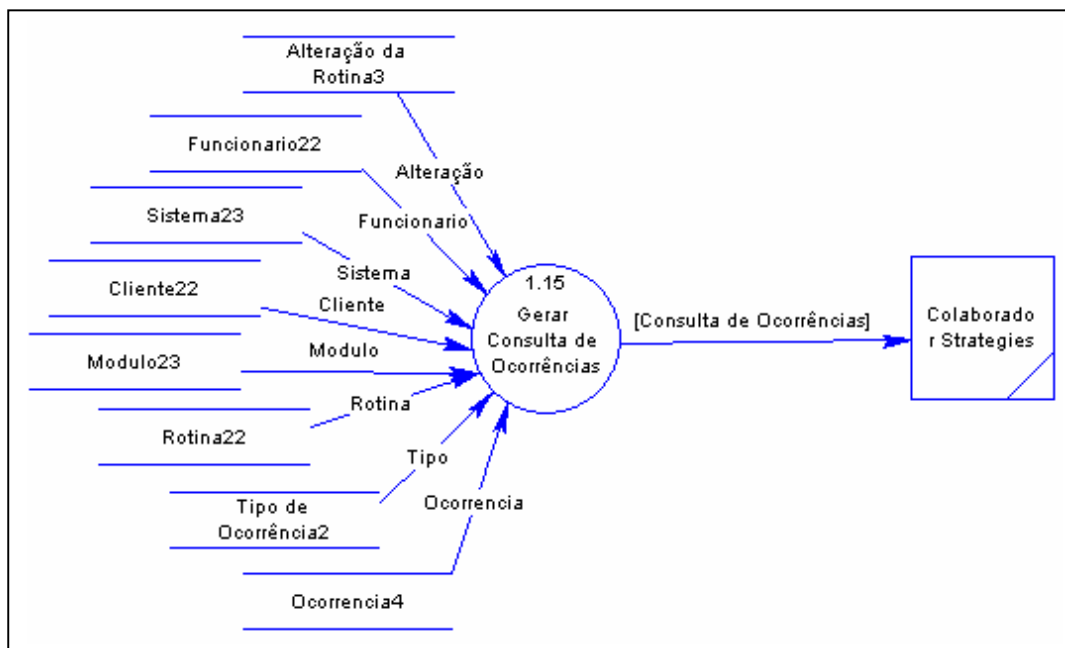 Alteração da
Rotina3
Funcionario22
Alteração
Sistema23
Funcionario
Cliente22
Sistema
Cliente
Modulo23
Modulo
Rotina22
Rotina
Tipo de
Ocorrência2
Tipo
Ocorrencia4
Ocorrencia
1.15
Gerar
Consulta de
Ocorrências
[Consulta de Ocorrências]
Colaborado
r Strategies